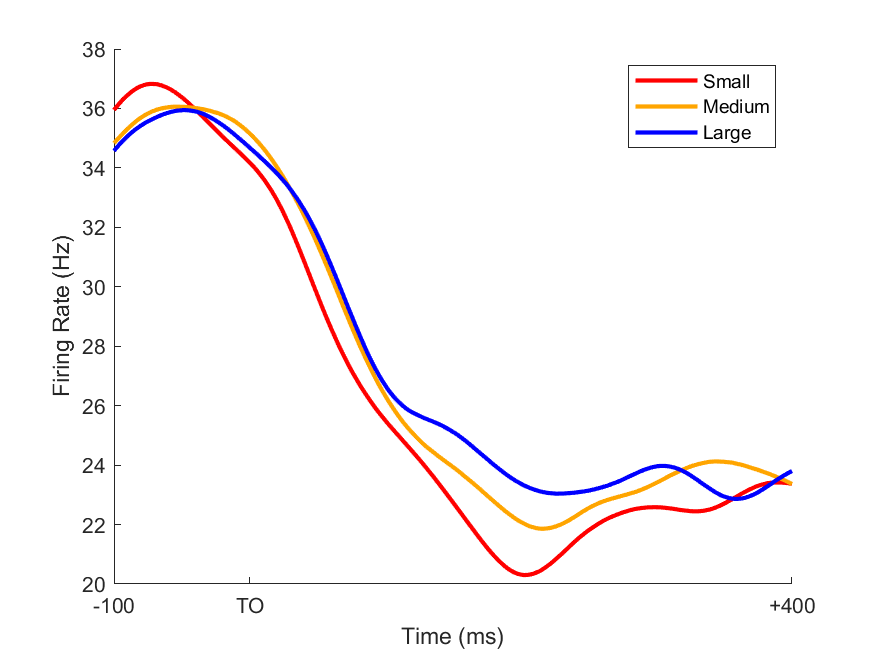 38
36
34
32
30
28
26
24
22
20
Firing Rate (Hz)
-100 TO +400
Time (ms)
Small
Medium
Large